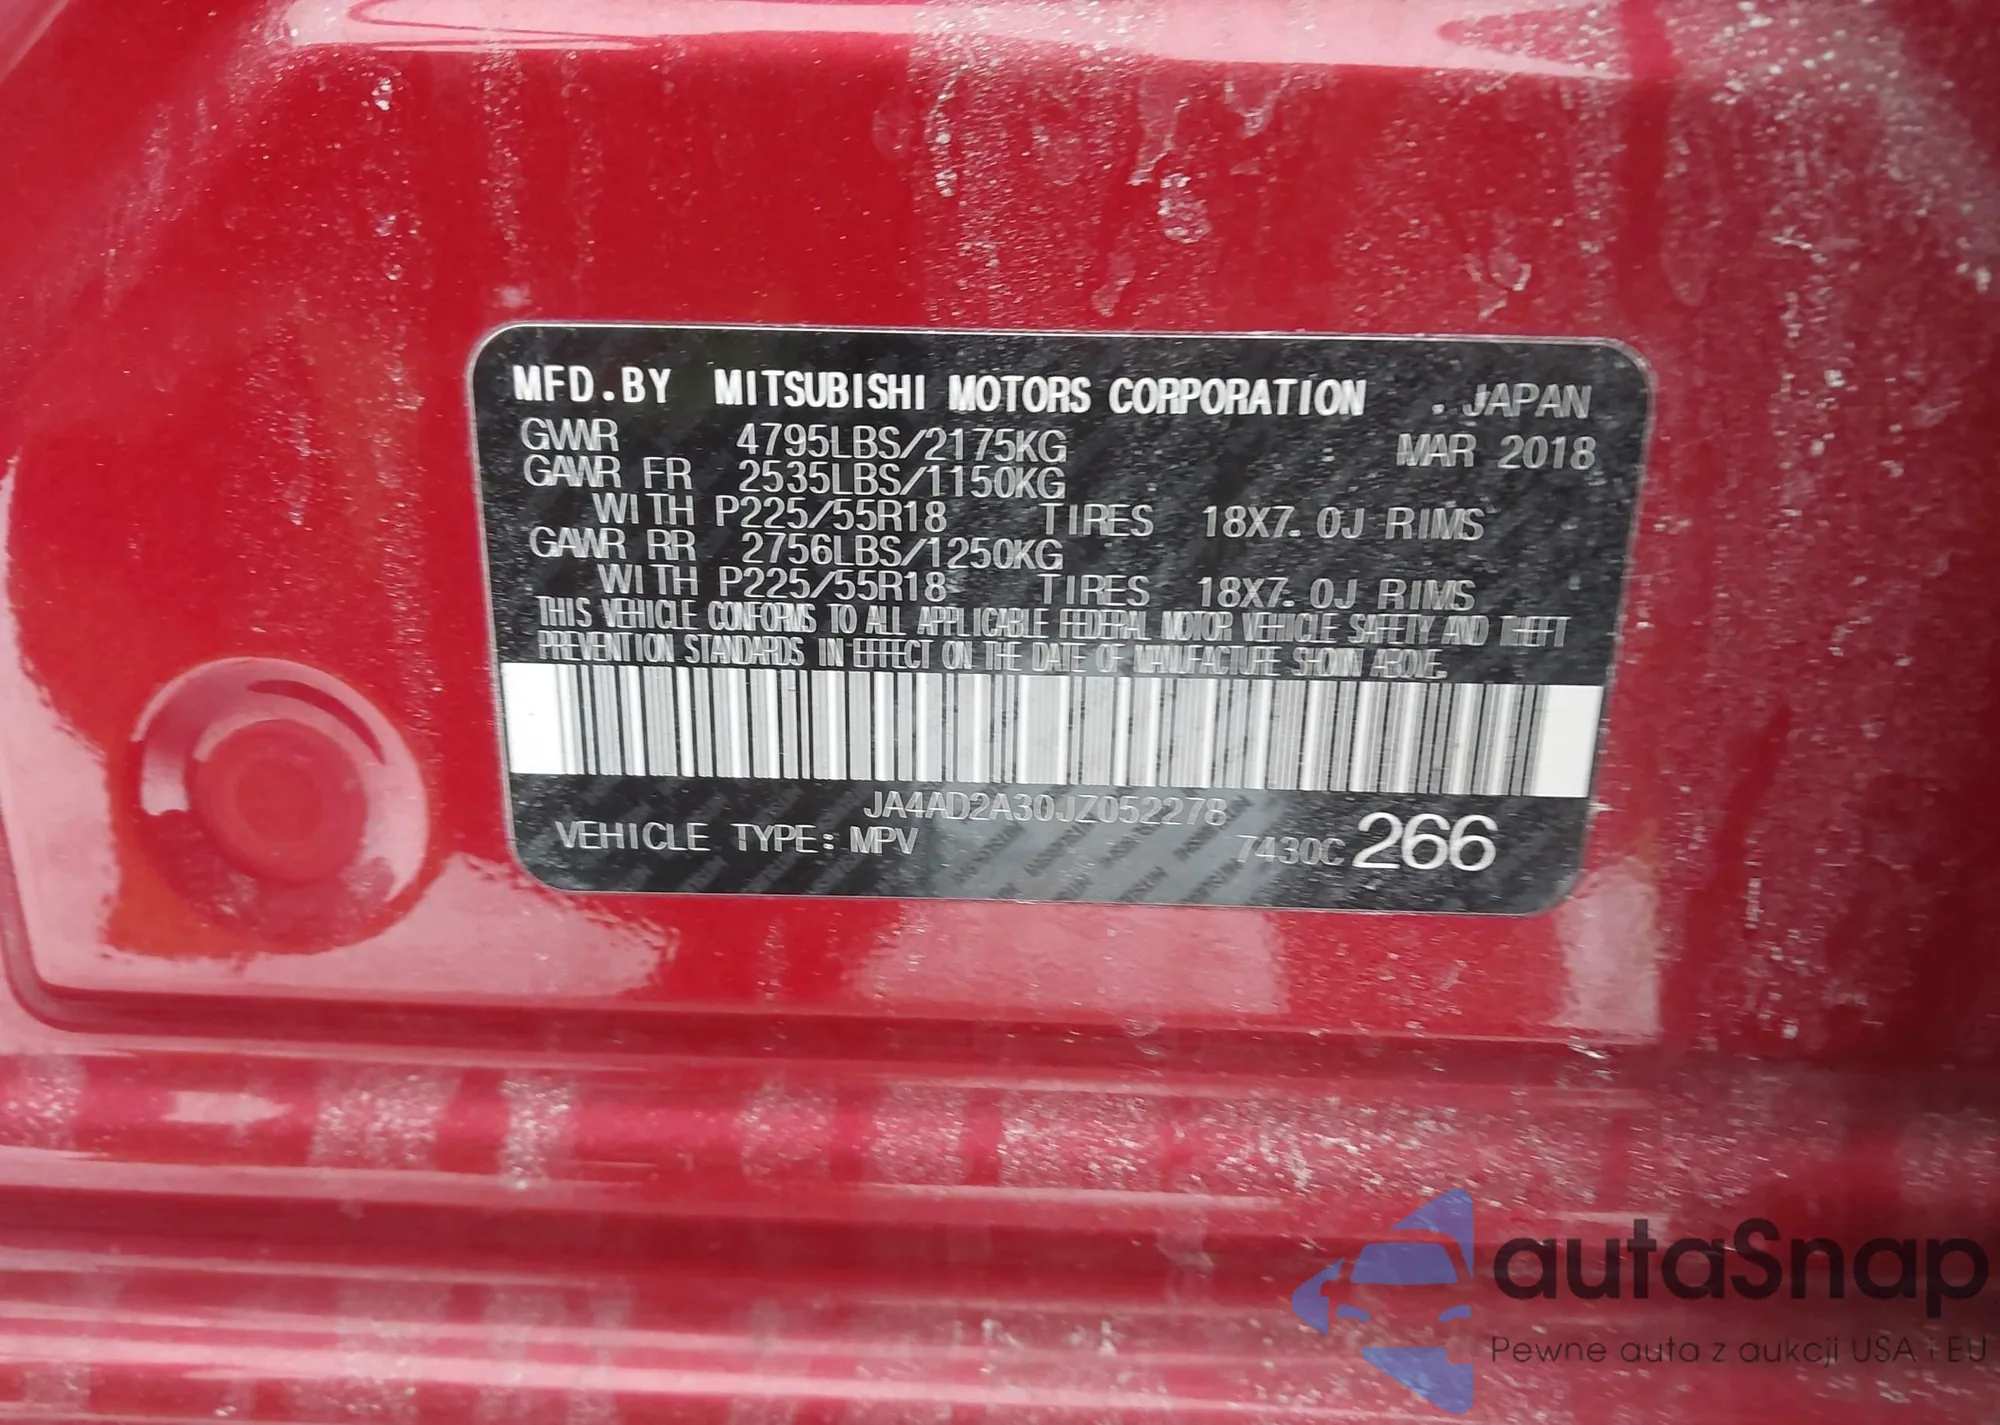 MFD.BY MITSUBISHI MOTORS CORPORATION . JAPAN
GVWR 4795LBS/2175KG MAR 2018
GAWR FR 2535LBS/1150KG
WITH P225/55R18 TIRES 18X7.0J RIMS
GAWR RR 2756LBS/1250KG
WITH P225/55R18 TIRES 18X7.0J RIMS
THIS VEHICLE CONFORMS TO ALL APPLICABLE FEDERAL MOTOR VEHICLE SAFETY AND THEFT
PREVENTION STANDARDS IN EFFECT ON THE DATE OF MANUFACTURE SHOWN ABOVE.
JA4AD2A30JZ052278
VEHICLE TYPE: MPV 7430C 266
autaSnap
Pewne auta z aukcji USA i EU